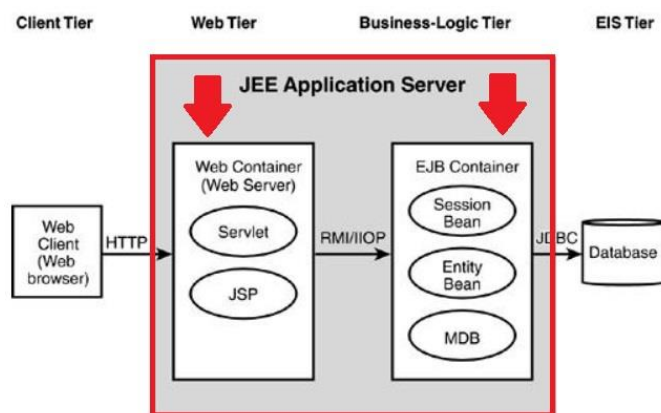 Client Tier
Web Tier
Business-Logic Tier
EIS Tier
JEE Application Server
Web Container
(Web Server)
Servlet
JSP
EJB Container
Session
Bean
Entity
Bean
MDB
Web
Client
(Web
browser)
HTTP
RMI/IIOP
JDBC
Database